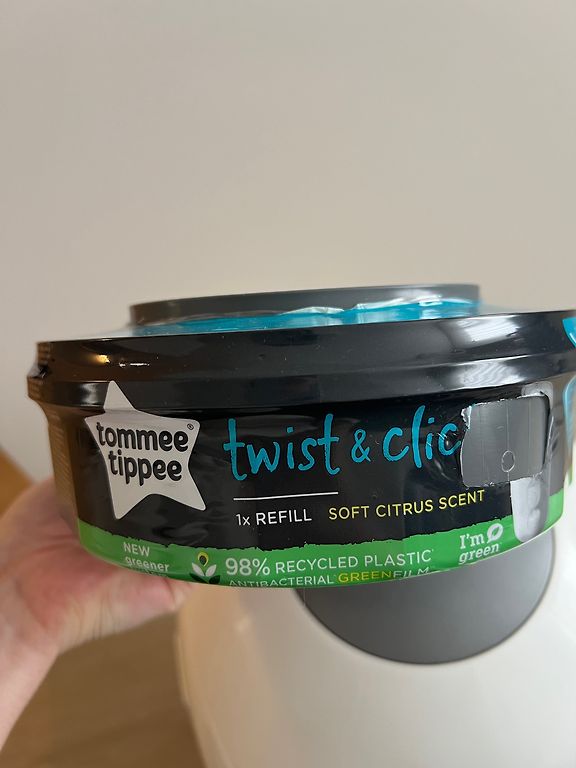 tommee®
tippee
twist & clic
1x REFILL SOFT CITRUS SCENT
NEW
greener
98% RECYCLED PLASTIC
ANTIBACTERIAL GREENFILM
I'm
green